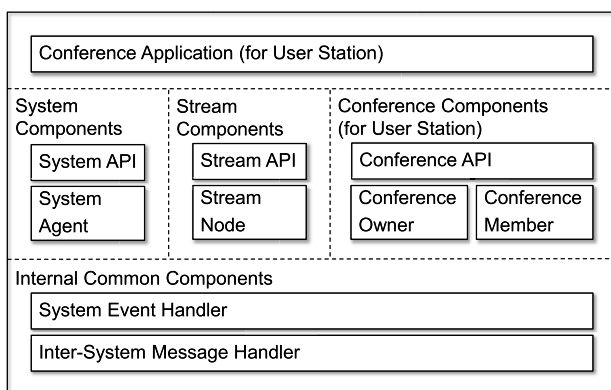 Conference Application (for User Station)
System
Components
System API
System
Agent
Stream
Components
Stream API
Stream
Node
Conference Components
(for User Station)
Conference API
Conference
Owner
Conference
Member
Internal Common Components
System Event Handler
Inter-System Message Handler